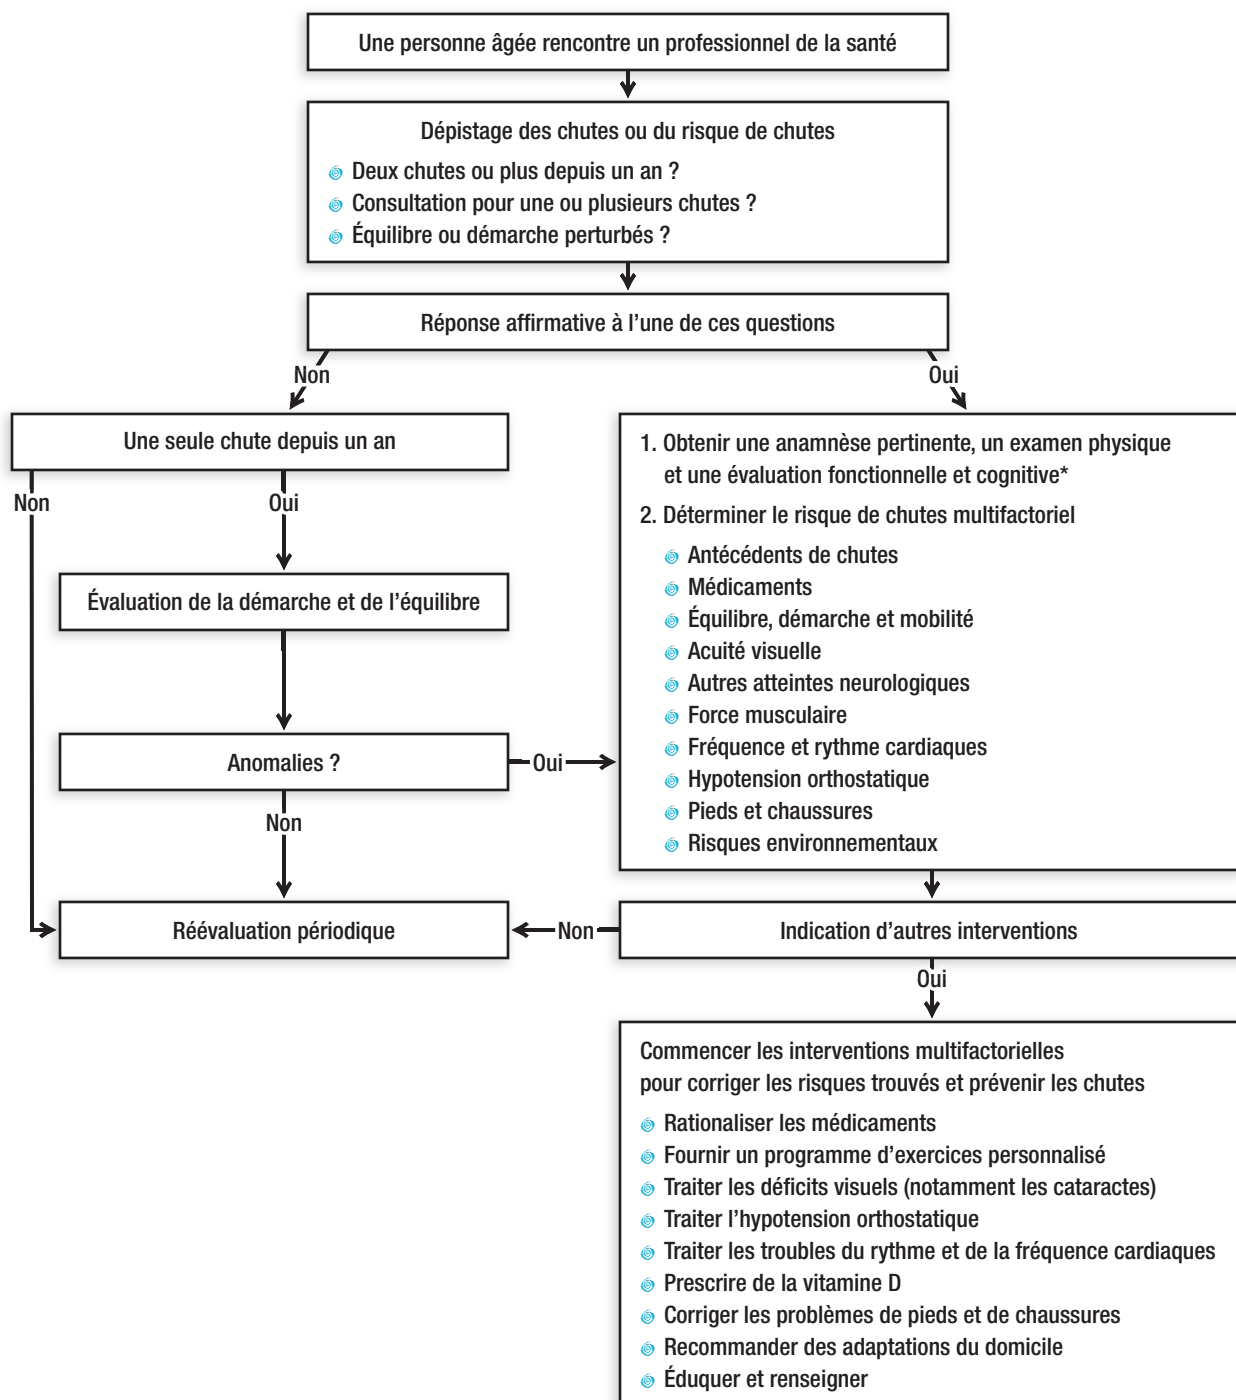 Une personne âgée rencontre un professionnel de la santé
Dépistage des chutes ou du risque de chutes
Deux chutes ou plus depuis un an ?
Consultation pour une ou plusieurs chutes ?
Équilibre ou démarche perturbés ?
Réponse affirmative à l’une de ces questions
Non
Oui
Une seule chute depuis un an
Non
Oui
Évaluation de la démarche et de l’équilibre
Anomalies ?
Oui
Non
Réévaluation périodique
1. Obtenir une anamnèse pertinente, un examen physique
et une évaluation fonctionnelle et cognitive*
2. Déterminer le risque de chutes multifactoriel
Antécédents de chutes
Médicaments
Équilibre, démarche et mobilité
Acuité visuelle
Autres atteintes neurologiques
Force musculaire
Fréquence et rythme cardiaques
Hypotension orthostatique
Pieds et chaussures
Risques environnementaux
Non
Indication d’autres interventions
Oui
Commencer les interventions multifactorielles
pour corriger les risques trouvés et prévenir les chutes
Rationaliser les médicaments
Fournir un programme d’exercices personnalisé
Traiter les déficits visuels (notamment les cataractes)
Traiter l’hypotension orthostatique
Traiter les troubles du rythme et de la fréquence cardiaques
Prescrire de la vitamine D
Corriger les problèmes de pieds et de chaussures
Recommander des adaptations du domicile
Éduquer et renseigner